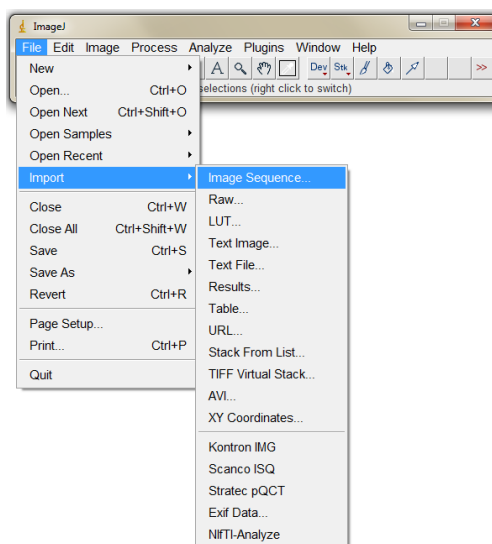 ImageJ
File Edit Image Process Analyze Plugins Window Help
A Dev Stk >>
selections (right click to switch)
New
Open... Ctrl+O
Open Next Ctrl+Shift+O
Open Samples
Open Recent
Import
Close Ctrl+W
Close All Ctrl+Shift+W
Save Ctrl+S
Save As
Revert Ctrl+R
Page Setup...
Print... Ctrl+P
Quit
Image Sequence...
Raw...
LUT...
Text Image...
Text File...
Results...
Table...
URL...
Stack From List...
TIFF Virtual Stack...
AVI...
XY Coordinates...
Kontron IMG
Scanco ISQ
Stratec pQCT
Exif Data...
NIfTI-Analyze